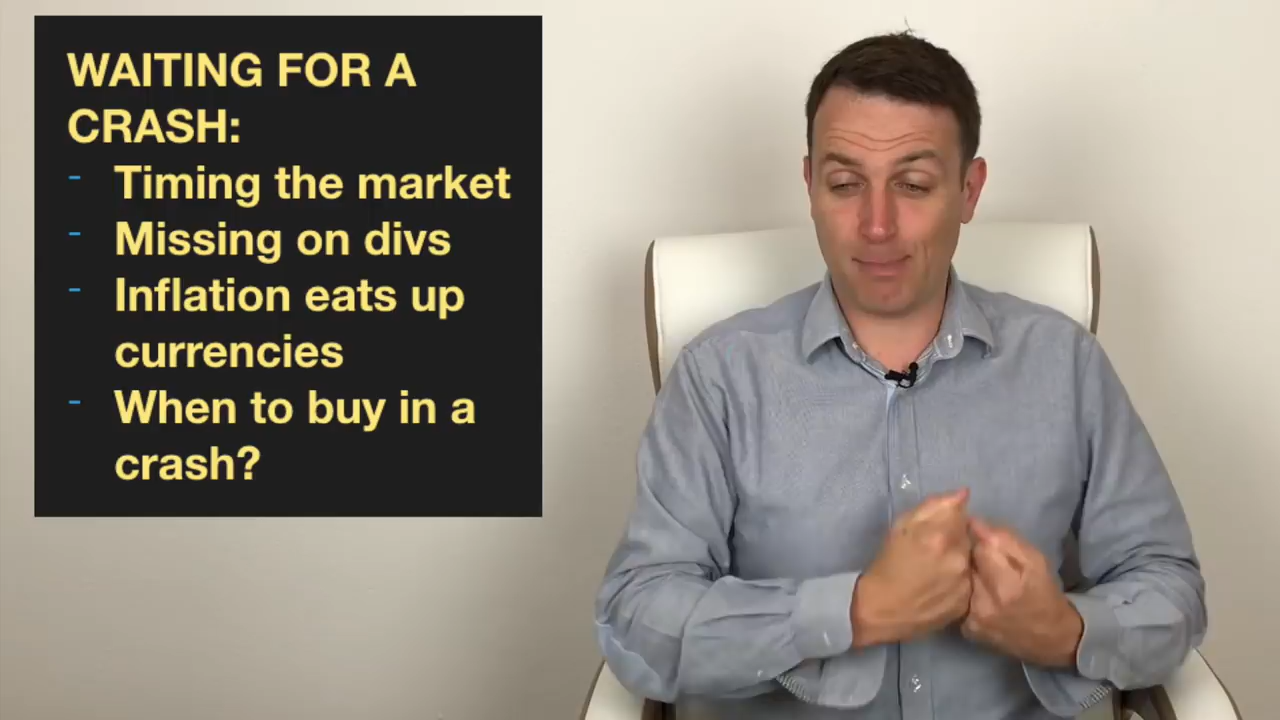 WAITING FOR A
CRASH:
- Timing the market
- Missing on divs
- Inflation eats up
currencies
- When to buy in a
crash?